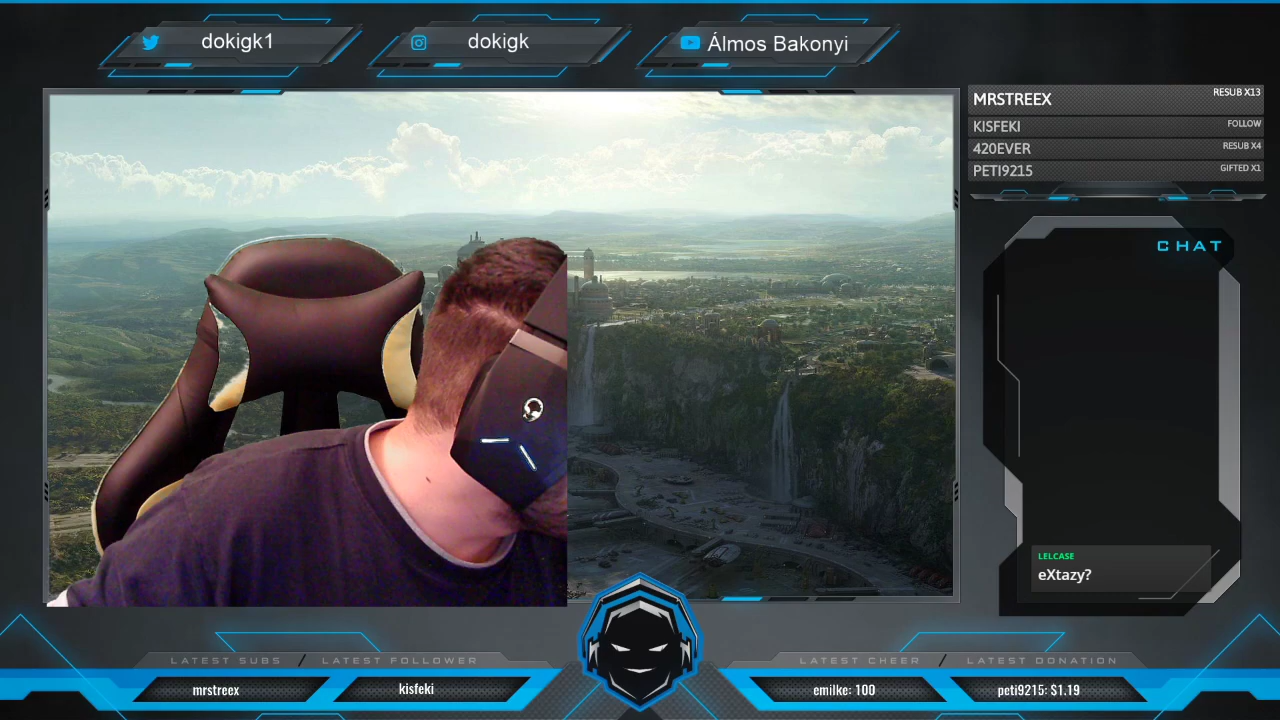 dokigk1
dokigk
Álmos Bakonyi
MRSTREEX RESUB X13
KISFEKI FOLLOW
420EVER RESUB X4
PETI9215 GIFTED X1
CHAT
LELCASE
eXtazy?
LATEST SUBS / LATEST FOLLOWER
LATEST CHEER / LATEST DONATION
mrstreex
kisfeki
emilke: 100
peti9215: $1.19